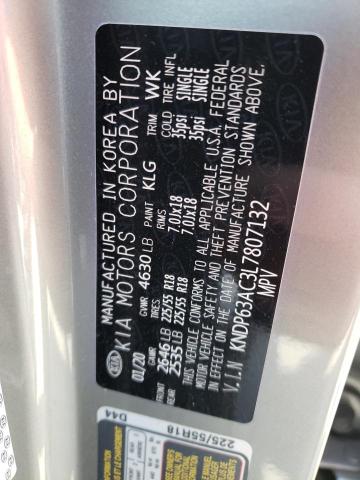 MANUFACTURED IN KOREA BY
KIA MOTORS CORPORATION
01/20 GVWR 4630 LB PAINT KLG TRIM WK
GAWR COLD TIRE INFL
FRONT 2646 LB 225/55 R18 RIMS 7.0JX18 35psi SINGLE
REAR 2535 LB 225/55 R18 7.0JX18 35psi SINGLE
THIS VEHICLE CONFORMS TO ALL APPLICABLE U.S.A. FEDERAL
MOTOR VEHICLE SAFETY AND THEFT PREVENTION STANDARDS
IN EFFECT ON THE DATE OF MANUFACTURE SHOWN ABOVE.
V.I.N KNDP63AC3L7807132
MPV
D44
225/55R18